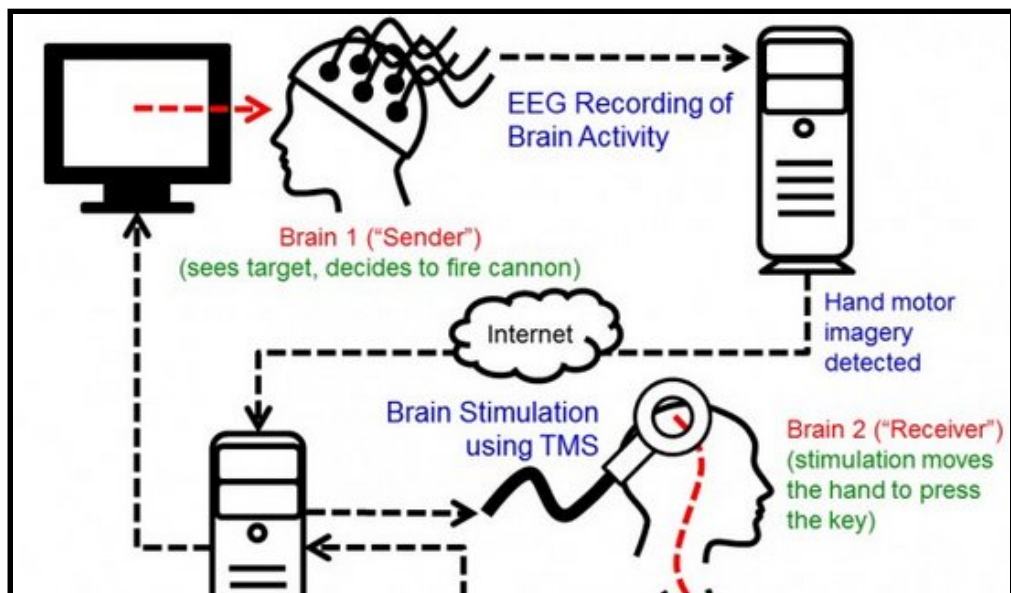 EEG Recording of
Brain Activity
Brain 1 (“Sender”)
(sees target, decides to fire cannon)
Hand motor
imagery
detected
Internet
Brain Stimulation
using TMS
Brain 2 (“Receiver”)
(stimulation moves
the hand to press
the key)